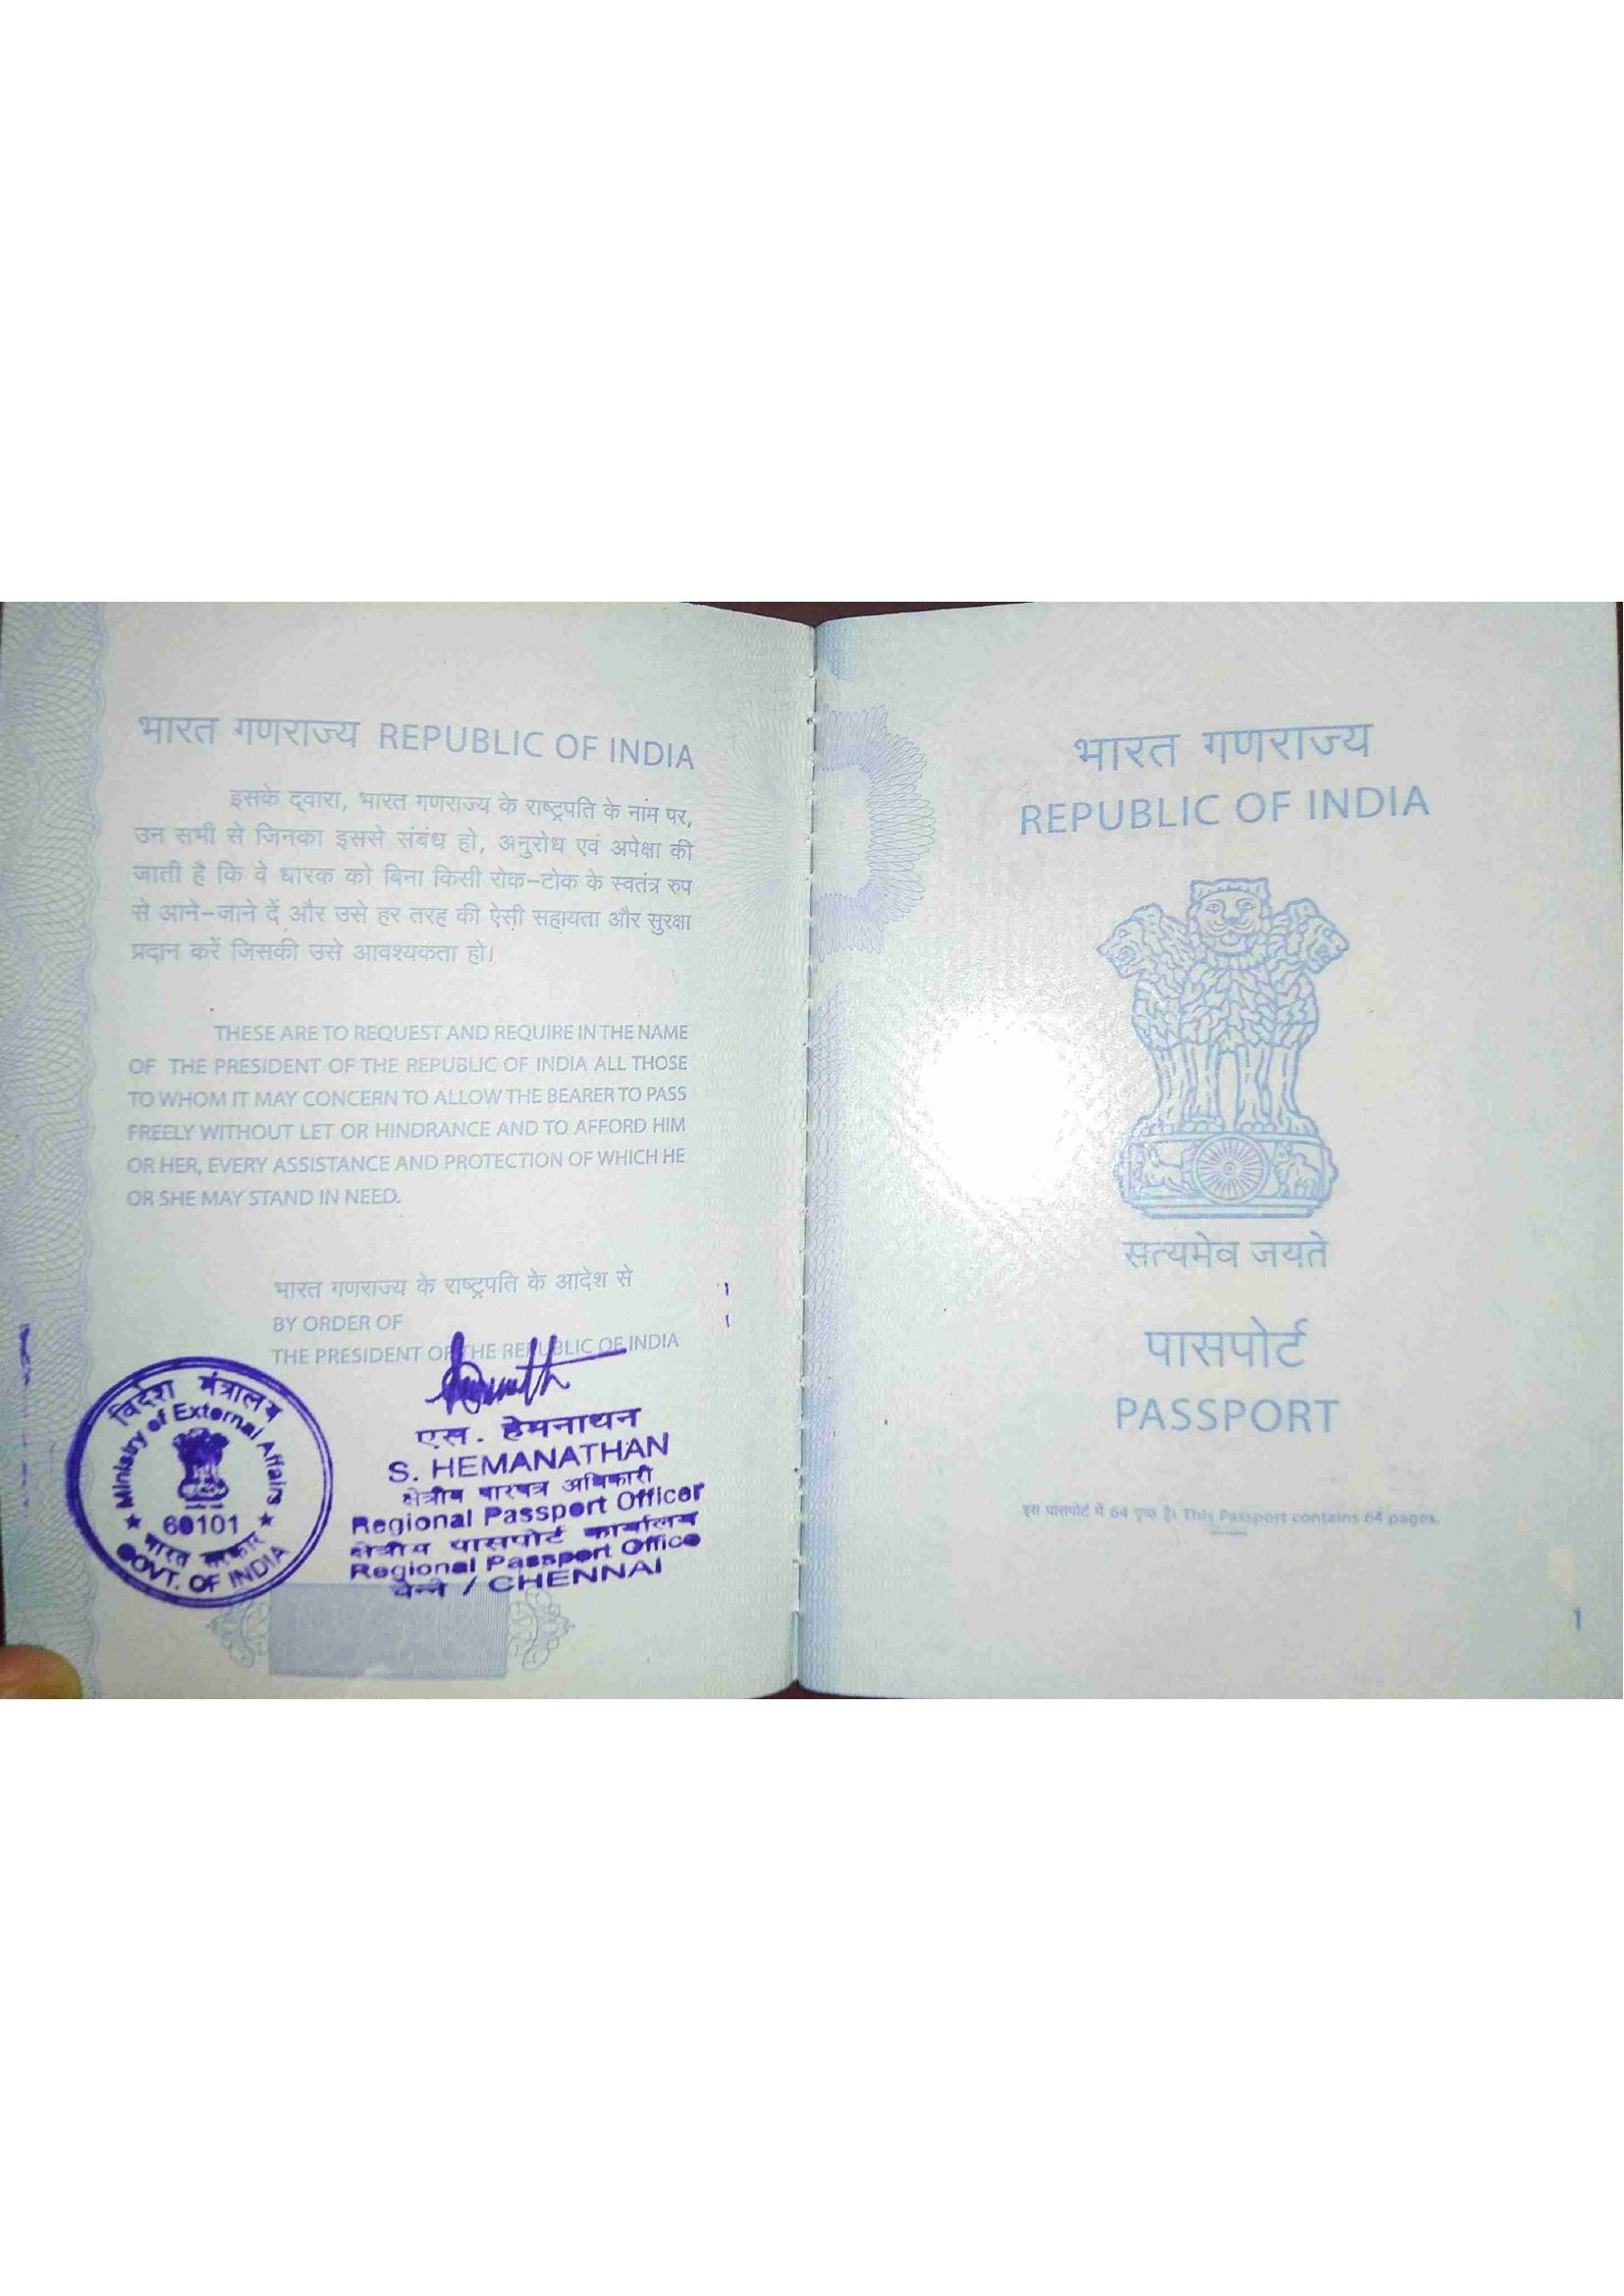 भारत गणराज्य REPUBLIC OF INDIA
इसके द्वारा, भारत गणराज्य के राष्ट्रपति के नाम पर,
उन सभी से जिनका इससे संबंध हो, अनुरोध एवं अपेक्षा की
जाती है कि वे धारक को बिना किसी रोक-टोक के स्वतंत्र रुप
से आने-जाने दें और उसे हर तरह की ऐसी सहायता और सुरक्षा
प्रदान करें जिसकी उसे आवश्यकता हो।
THESE ARE TO REQUEST AND REQUIRE IN THE NAME
OF THE PRESIDENT OF THE REPUBLIC OF INDIA ALL THOSE
TO WHOM IT MAY CONCERN TO ALLOW THE BEARER TO PASS
FREELY WITHOUT LET OR HINDRANCE AND TO AFFORD HIM
OR HER, EVERY ASSISTANCE AND PROTECTION OF WHICH HE
OR SHE MAY STAND IN NEED.
भारत गणराज्य के राष्ट्रपति के आदेश से
BY ORDER OF
THE PRESIDENT OF THE REPUBLIC OF INDIA
विदेश मंत्रालय
Ministry of External Affairs
60101
भारत सरकार
GOVT. OF INDIA
एस. हेमनाथन
S. HEMANATHAN
क्षेत्रीय पारपत्र अधिकारी
Regional Passport Officer
क्षेत्रीय पासपोर्ट कार्यालय
Regional Passport Office
चेन्नै / CHENNAI
भारत गणराज्य
REPUBLIC OF INDIA
सत्यमेव जयते
पासपोर्ट
PASSPORT
इस पासपोर्ट में 64 पृष्ठ है। This Passport contains 64 pages.
1